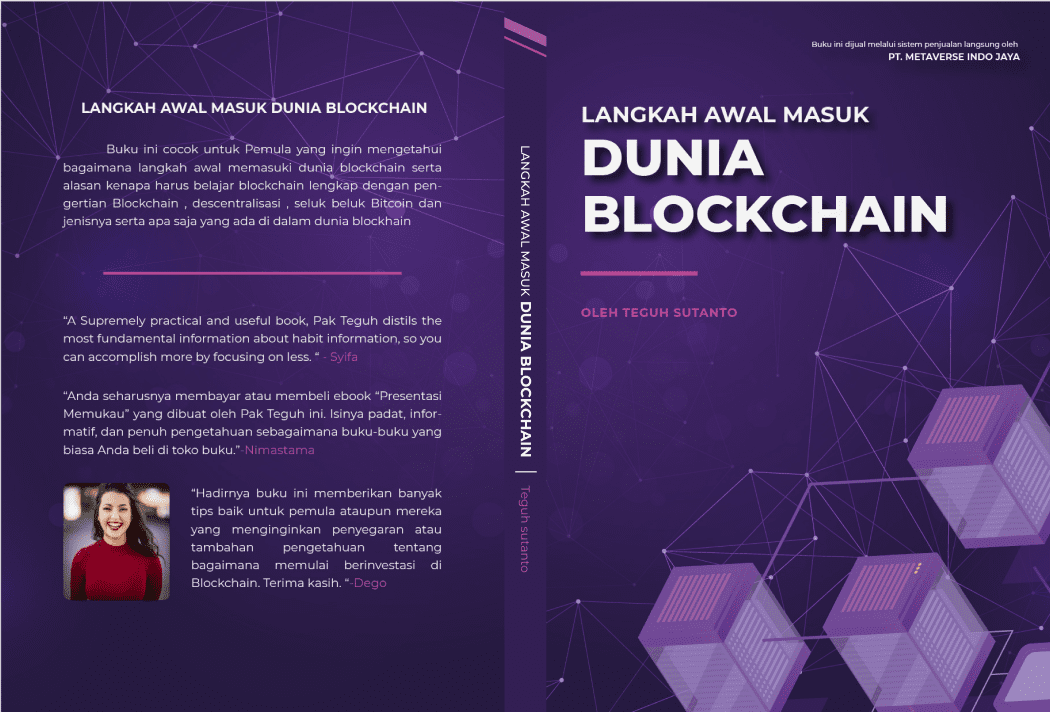 LANGKAH AWAL MASUK DUNIA BLOCKCHAIN
Buku ini cocok untuk Pemula yang ingin mengetahui
bagaimana langkah awal memasuki dunia blockchain serta
alasan kenapa harus belajar blockchain lengkap dengan pen-
gertian Blockchain , descentralisasi , seluk beluk Bitcoin dan
jenisnya serta apa saja yang ada di dalam dunia blockhain
“A Supremely practical and useful book, Pak Teguh distils the
most fundamental information about habit information, so you
can accomplish more by focusing on less. “ - Syifa
“Anda seharusnya membayar atau membeli ebook “Presentasi
Memukau” yang dibuat oleh Pak Teguh ini. Isinya padat, infor-
matif, dan penuh pengetahuan sebagaimana buku-buku yang
biasa Anda beli di toko buku.”-Nimastama
“Hadirnya buku ini memberikan banyak
tips baik untuk pemula ataupun mereka
yang menginginkan penyegaran atau
tambahan pengetahuan tentang
bagaimana memulai berinvestasi di
Blockchain. Terima kasih. “-Dego
LANGKAH AWAL MASUK DUNIA BLOCKCHAIN
Teguh sutanto
Buku ini dijual melalui sistem penjualan langsung oleh
PT. METAVERSE INDO JAYA
LANGKAH AWAL MASUK
DUNIA
BLOCKCHAIN
OLEH TEGUH SUTANTO